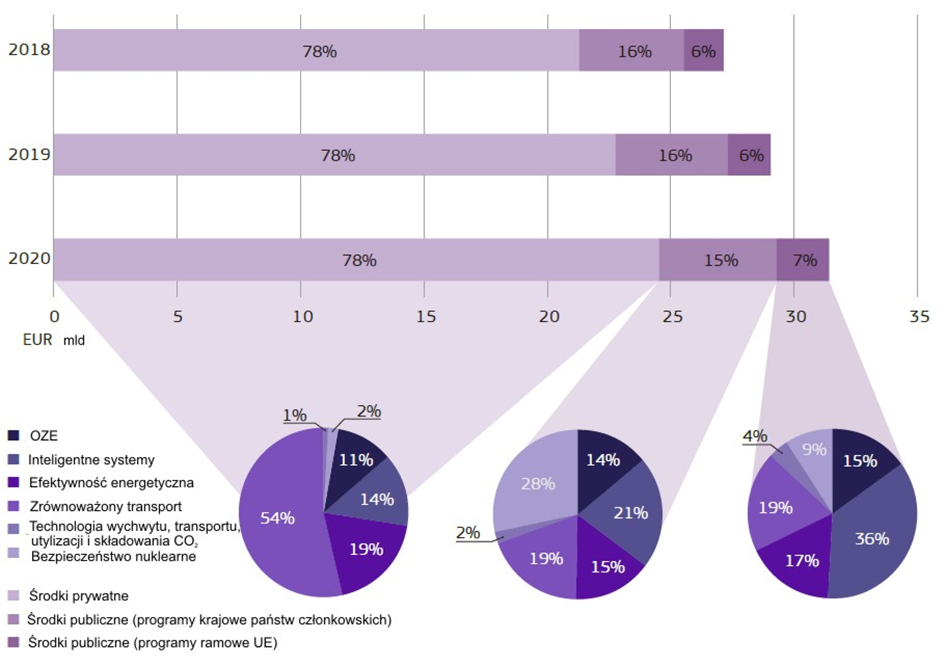 2018 78% 16% 6%
2019 78% 16% 6%
2020 78% 15% 7%
0 5 10 15 20 25 30 35
EUR mld
1% 2%
11%
14%
19%
54%
14%
21%
15%
19%
2%
28%
15%
36%
17%
19%
4%
9%
OZE
Inteligentne systemy
Efektywność energetyczna
Zrównoważony transport
Technologia wychwytu, transportu,
utylizacji i składowania CO₂
Bezpieczeństwo nuklearne
Środki prywatne
Środki publiczne (programy krajowe państw członkowskich)
Środki publiczne (programy ramowe UE)